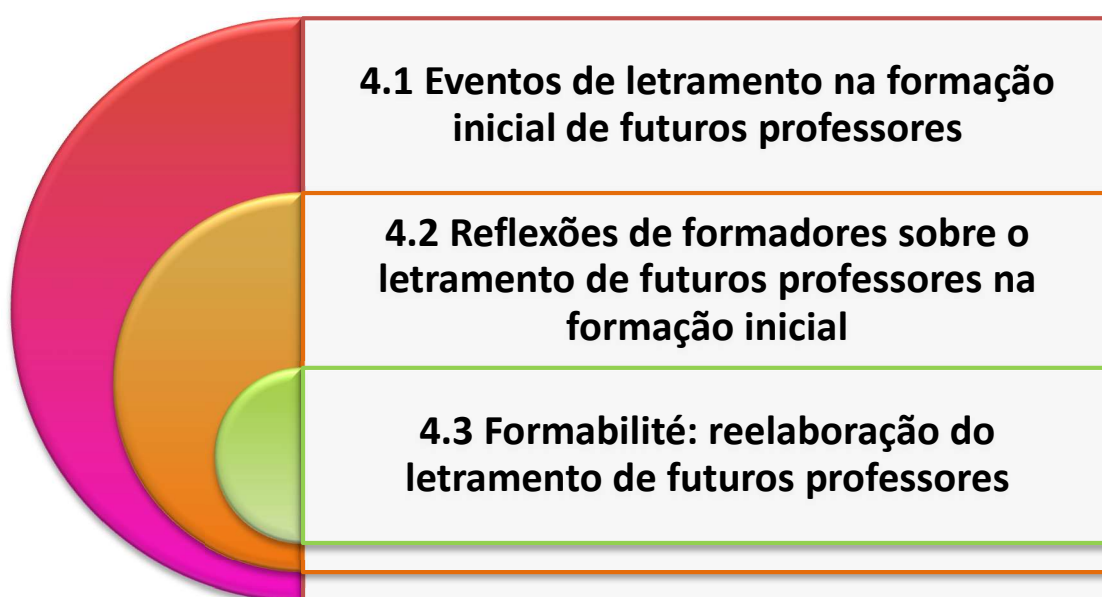 4.1 Eventos de letramento na formação
inicial de futuros professores
4.2 Reflexões de formadores sobre o
letramento de futuros professores na
formação inicial
4.3 Formabilité: reelaboração do
letramento de futuros professores